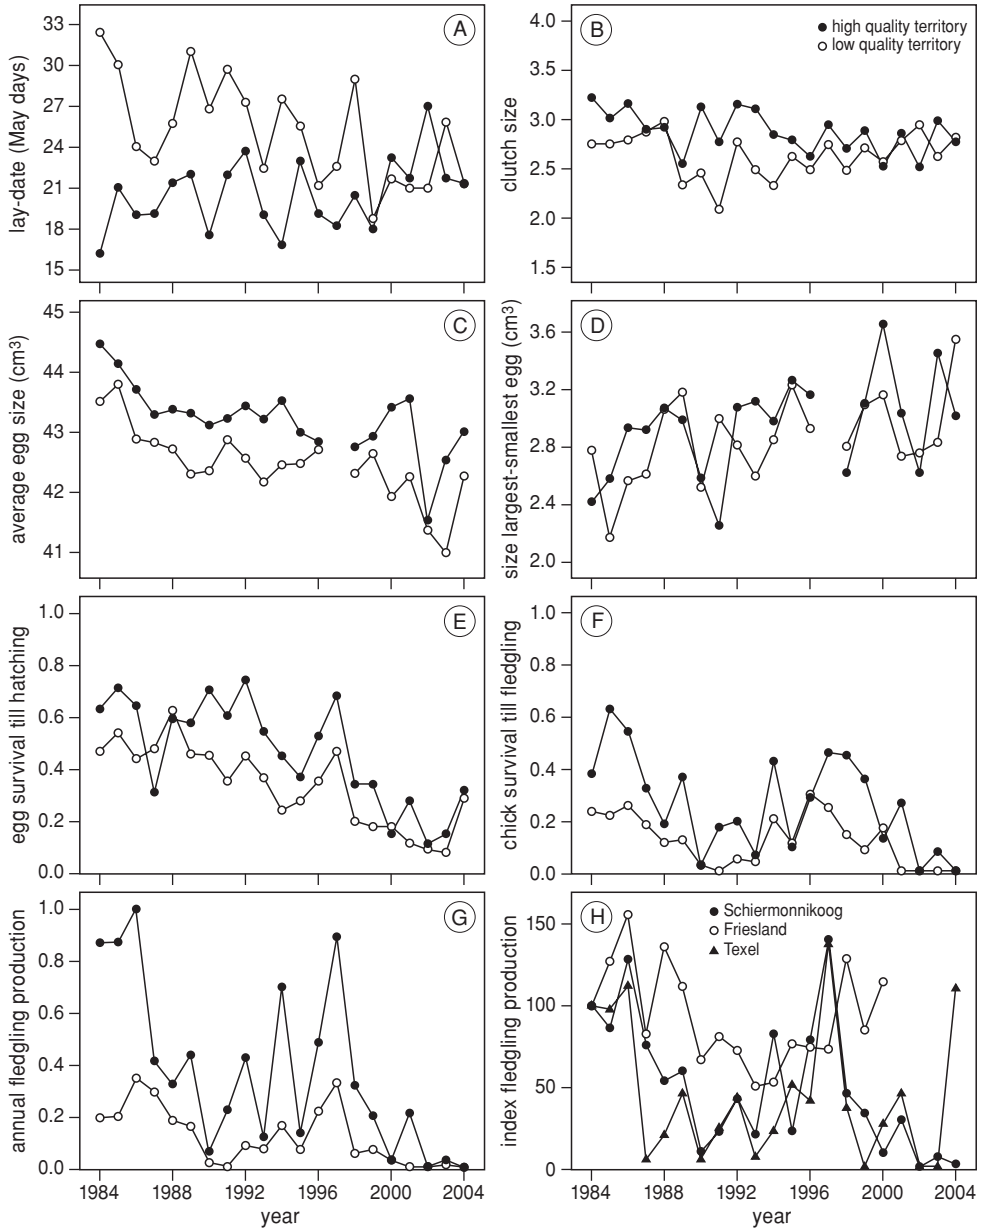 A
lay-date (May days)
33
30
27
24
21
18
15
B
high quality territory
low quality territory
clutch size
4.0
3.5
3.0
2.5
2.0
1.5
C
average egg size (cm³)
45
44
43
42
41
D
size largest-smallest egg (cm³)
3.6
3.2
2.8
2.4
2.0
E
egg survival till hatching
1.0
0.8
0.6
0.4
0.2
0.0
F
chick survival till fledgling
1.0
0.8
0.6
0.4
0.2
0.0
G
annual fledgling production
1.0
0.8
0.6
0.4
0.2
0.0
1984 1988 1992 1996 2000 2004
year
H
Schiermonnikoog
Friesland
Texel
index fledgling production
150
100
50
0
1984 1988 1992 1996 2000 2004
year